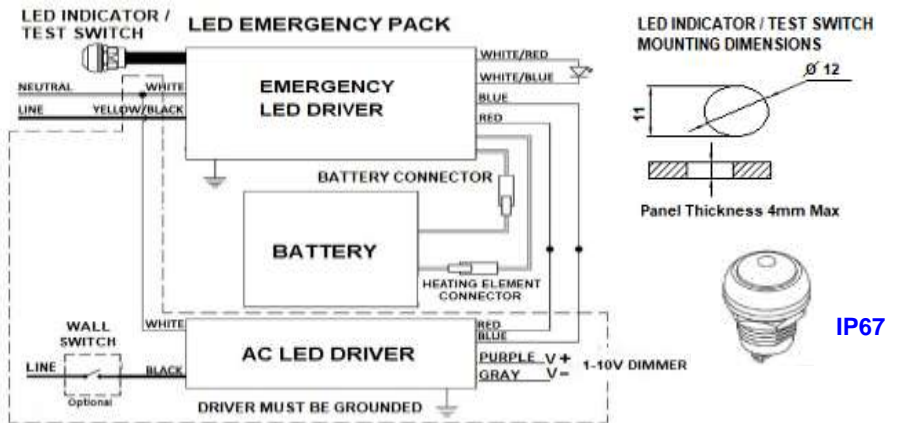 LED INDICATOR /
TEST SWITCH
LED EMERGENCY PACK
EMERGENCY
LED DRIVER
NEUTRAL
WHITE
LINE
YELLOW/BLACK
WHITE/RED
WHITE/BLUE
BLUE
RED
BATTERY CONNECTOR
BATTERY
HEATING ELEMENT
CONNECTOR
WALL
SWITCH
LINE
Optional
WHITE
BLACK
AC LED DRIVER
RED
BLUE
PURPLE V+
GRAY V-
1-10V DIMMER
DRIVER MUST BE GROUNDED
LED INDICATOR / TEST SWITCH
MOUNTING DIMENSIONS
Ø 12
11
Panel Thickness 4mm Max
IP67